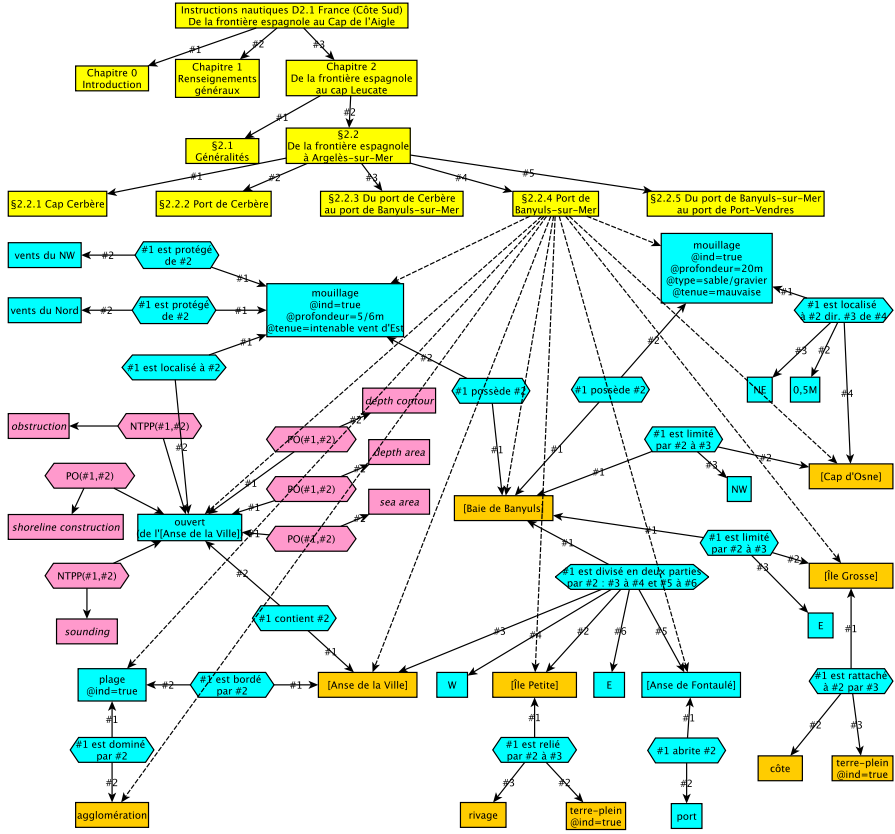 Instructions nautiques D2.1 France (Côte Sud)
De la frontière espagnole au Cap de l'Aigle
#1
#2
#3
Chapitre 0
Introduction
Chapitre 1
Renseignements
généraux
Chapitre 2
De la frontière espagnole
au cap Leucate
#1
#2
§2.1
Généralités
§2.2
De la frontière espagnole
à Argelès-sur-Mer
#1
#2
#3
#4
#5
§2.2.1 Cap Cerbère
§2.2.2 Port de Cerbère
§2.2.3 Du port de Cerbère
au port de Banyuls-sur-Mer
§2.2.4 Port de
Banyuls-sur-Mer
§2.2.5 Du port de Banyuls-sur-Mer
au port de Port-Vendres
vents du NW
#2
#1 est protégé
de #2
#1
mouillage
@ind=true
@profondeur=20m
@type=sable/gravier
@tenue=mauvaise
#1
vents du Nord
#2
#1 est protégé
de #2
#1
mouillage
@ind=true
@profondeur=5/6m
@tenue=intenable vent d'Est
#1 est localisé
à #2 dir. #3 de #4
#1
#2
#2
#3
#2
#4
#1 est localisé à #2
#1 possède #2
#1 possède #2
NE
0,5M
depth contour
obstruction
NTPP(#1,#2)
#2
#2
PO(#1,#2)
#1
#1
#1 est limité
par #2 à #3
#2
#1
#3
depth area
PO(#1,#2)
[Cap d'Osne]
PO(#1,#2)
#1
NW
sea area
[Baie de Banyuls]
shoreline construction
ouvert
de l'[Anse de la Ville]
#1
PO(#1,#2)
#1
#1
#1 est limité
par #2 à #3
#2
#3
NTPP(#1,#2)
#2
#1 est divisé en deux parties
par #2 : #3 à #4 et #5 à #6
[Île Grosse]
sounding
#1 contient #2
#1
#3
#4
#2
#6
#5
E
#1
plage
@ind=true
#2
#1 est bordé
par #2
#1
[Anse de la Ville]
W
[Île Petite]
E
[Anse de Fontaulé]
#1 est rattaché
à #2 par #3
#1
#1
#1
#2
#3
#1 est dominé
par #2
#1 est relié
par #2 à #3
#1 abrite #2
côte
terre-plein
@ind=true
#2
#3
#2
#2
agglomération
rivage
terre-plein
@ind=true
port